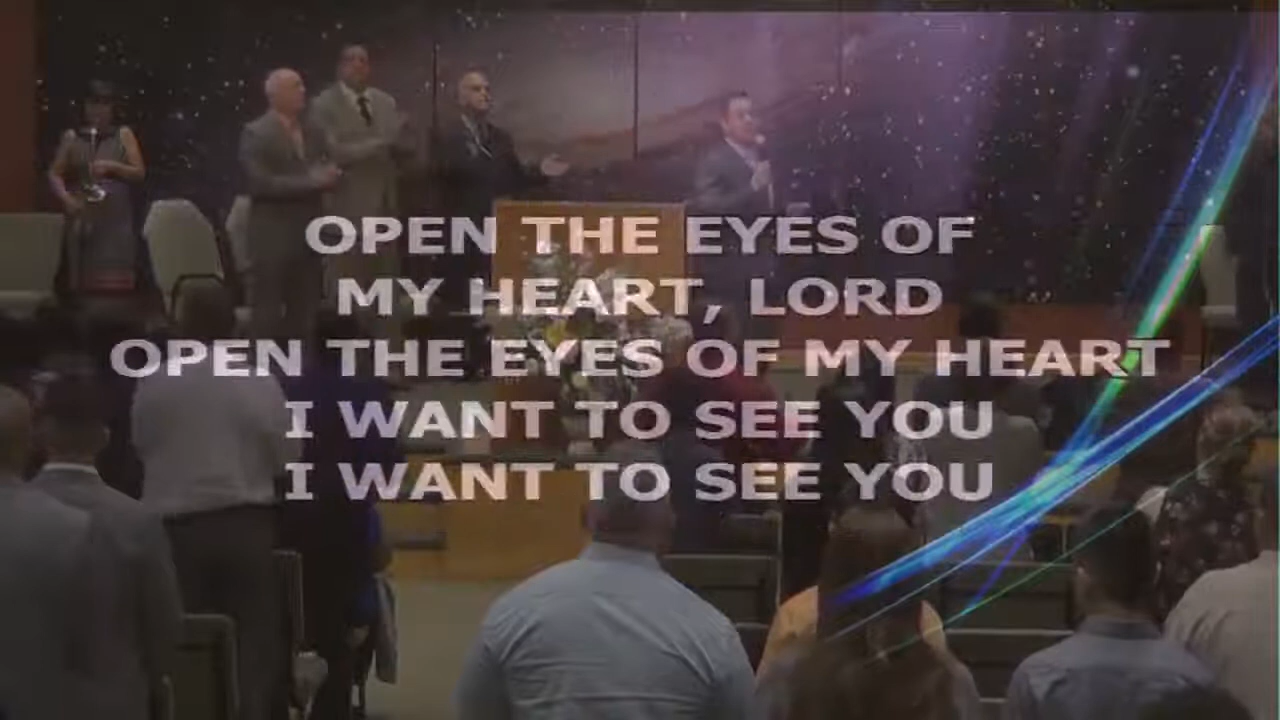 OPEN THE EYES OF
MY HEART, LORD
OPEN THE EYES OF MY HEART
I WANT TO SEE YOU
I WANT TO SEE YOU